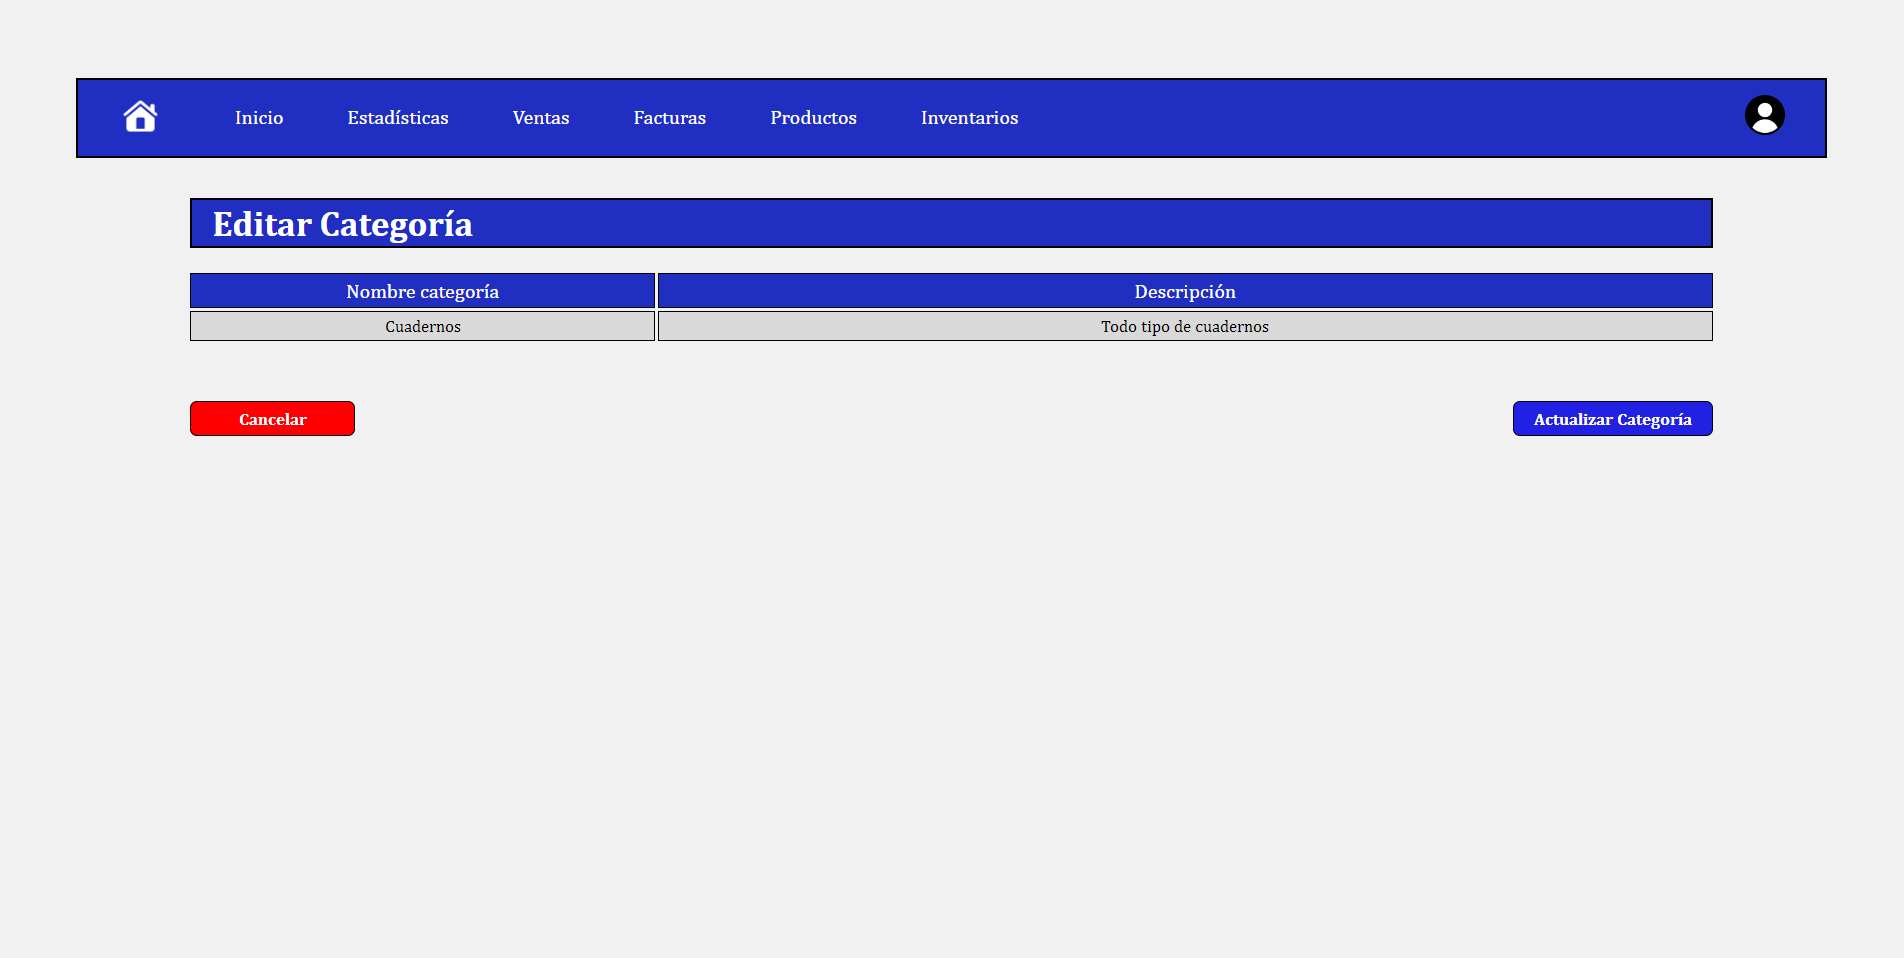 Inicio Estadísticas Ventas Facturas Productos Inventarios
Editar Categoría
Nombre categoría Descripción
Cuadernos Todo tipo de cuadernos
Cancelar Actualizar Categoría